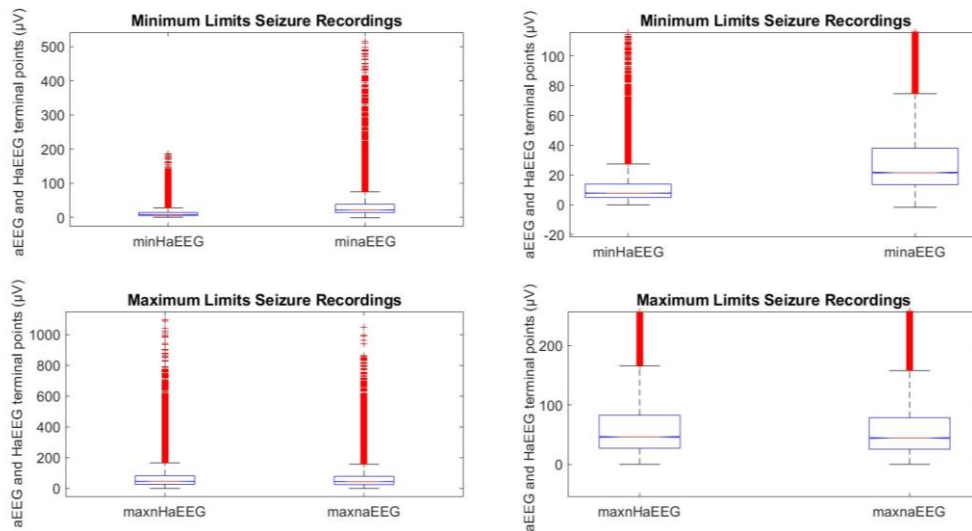 Minimum Limits Seizure Recordings
aEEG and HaEEG terminal points (µV)
500
400
300
200
100
0
minHaEEG
minaEEG
Minimum Limits Seizure Recordings
aEEG and HaEEG terminal points (µV)
100
80
60
40
20
0
-20
minHaEEG
minaEEG
Maximum Limits Seizure Recordings
aEEG and HaEEG terminal points (µV)
1000
800
600
400
200
0
maxnHaEEG
maxnaEEG
Maximum Limits Seizure Recordings
aEEG and HaEEG terminal points (µV)
200
100
0
maxnHaEEG
maxnaEEG